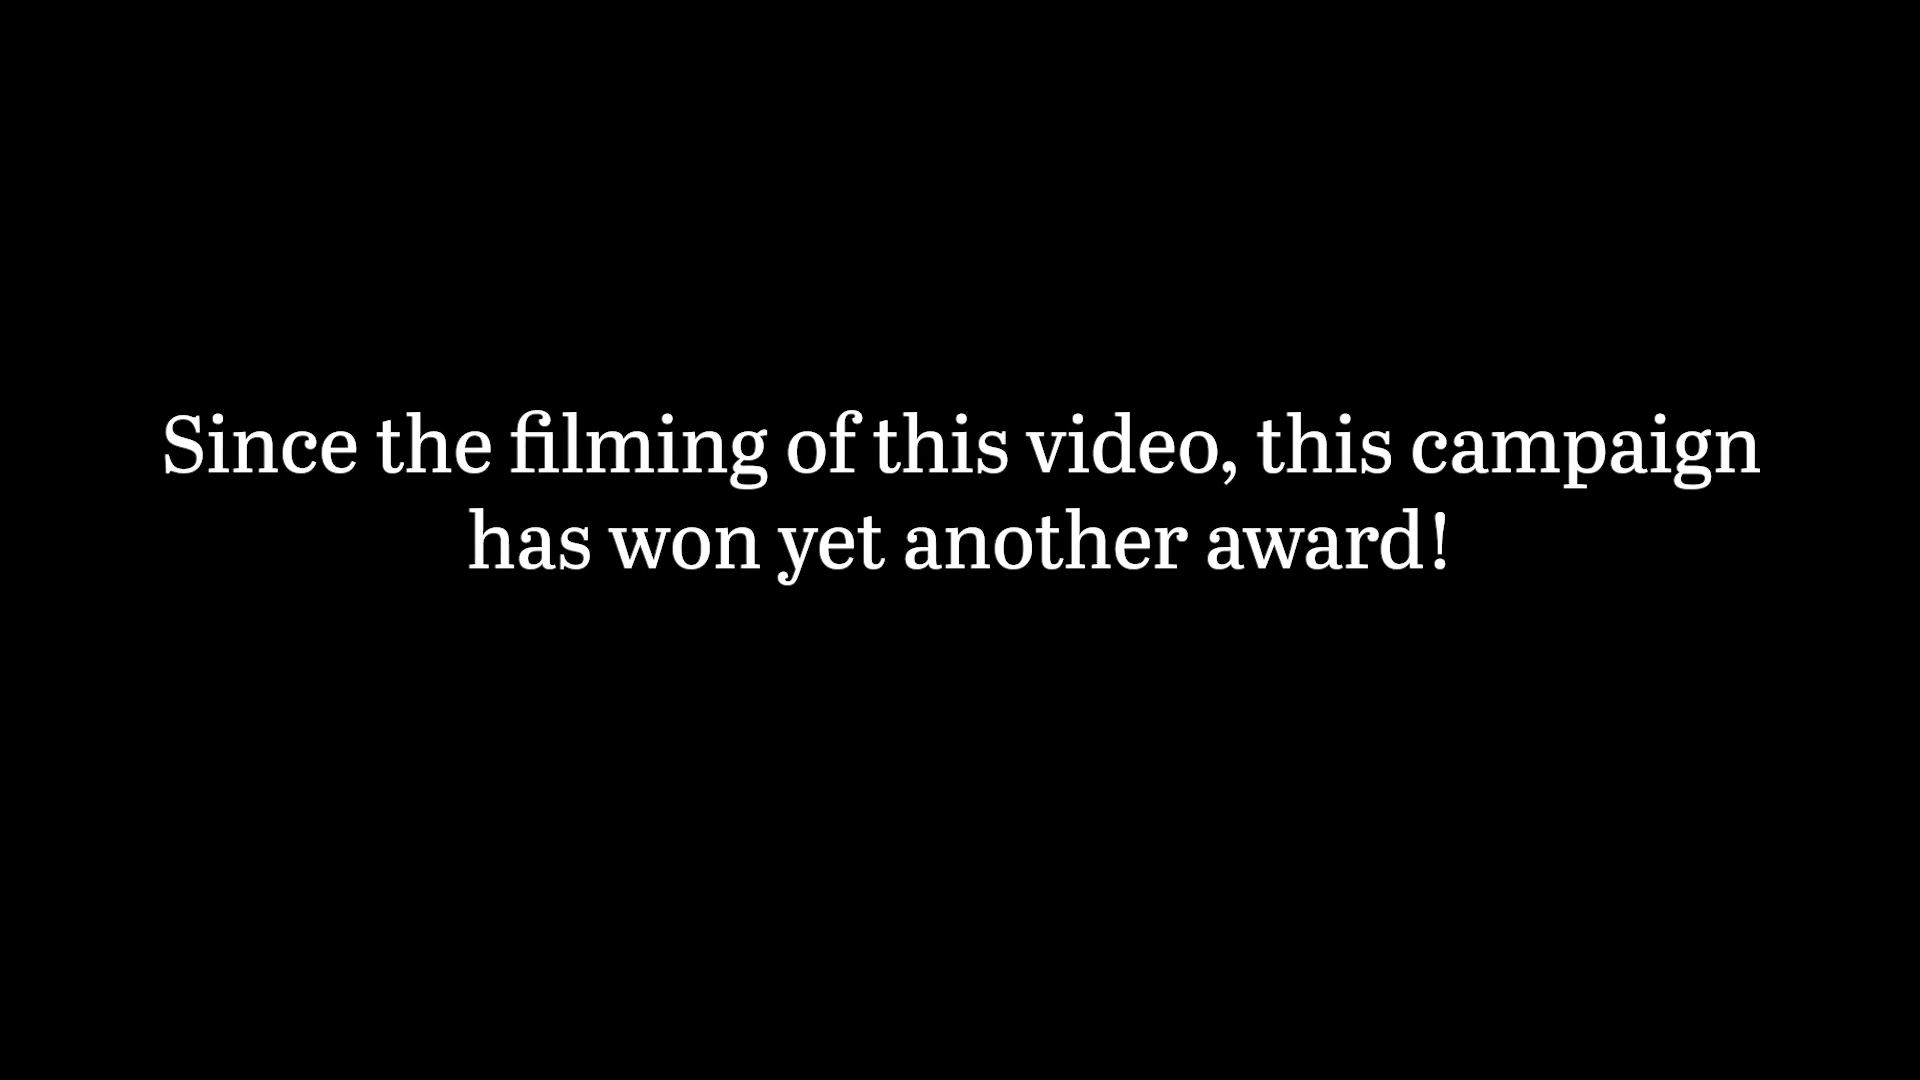 Since the filming of this video, this campaign
has won yet another award!